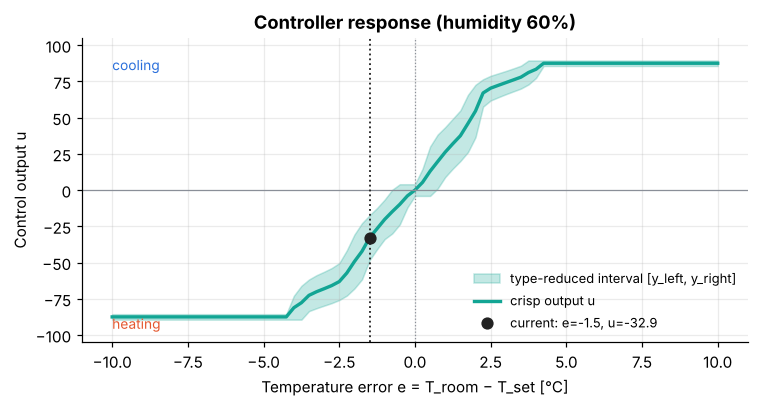 Controller response (humidity 60%)
100
75
50
25
0
−25
−50
−75
−100
Control output u
cooling
heating
type-reduced interval [y_left, y_right]
crisp output u
current: e=-1.5, u=-32.9
−10.0 −7.5 −5.0 −2.5 0.0 2.5 5.0 7.5 10.0
Temperature error e = T_room − T_set [°C]